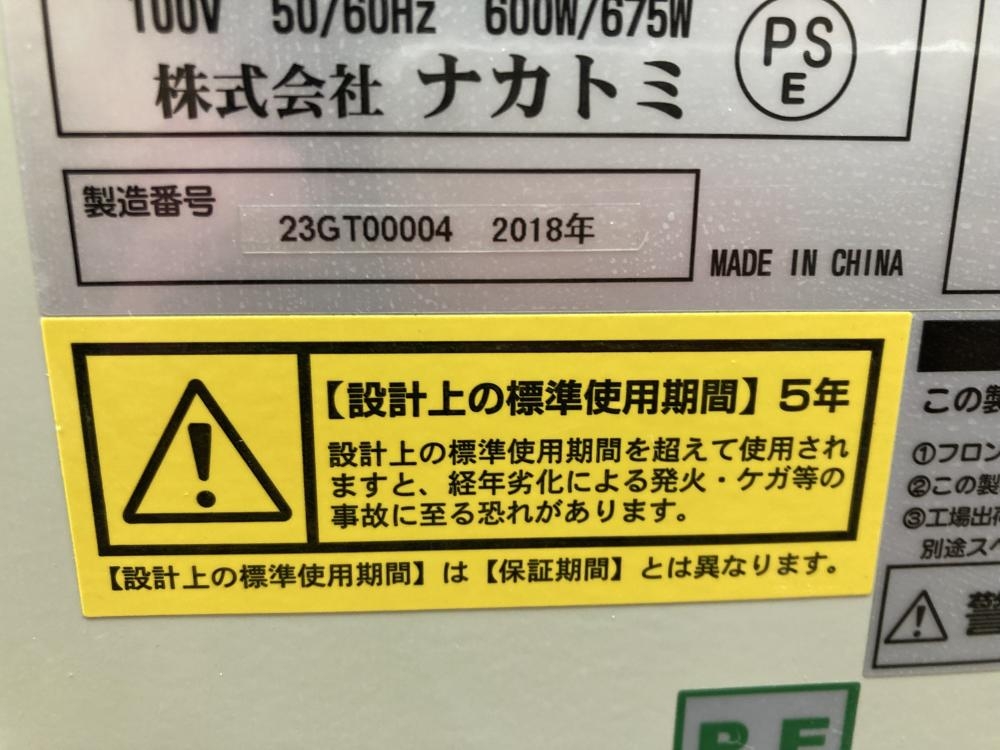 100V 50/60Hz 600W/675W
株式会社 ナカトミ
PS
E
製造番号
23GT00004 2018年
MADE IN CHINA
【設計上の標準使用期間】5年
設計上の標準使用期間を超えて使用され
ますと、経年劣化による発火・ケガ等の
事故に至る恐れがあります。
【設計上の標準使用期間】は【保証期間】とは異なります。
この製
①フロン
②この製
③工場出荷
別途スペ